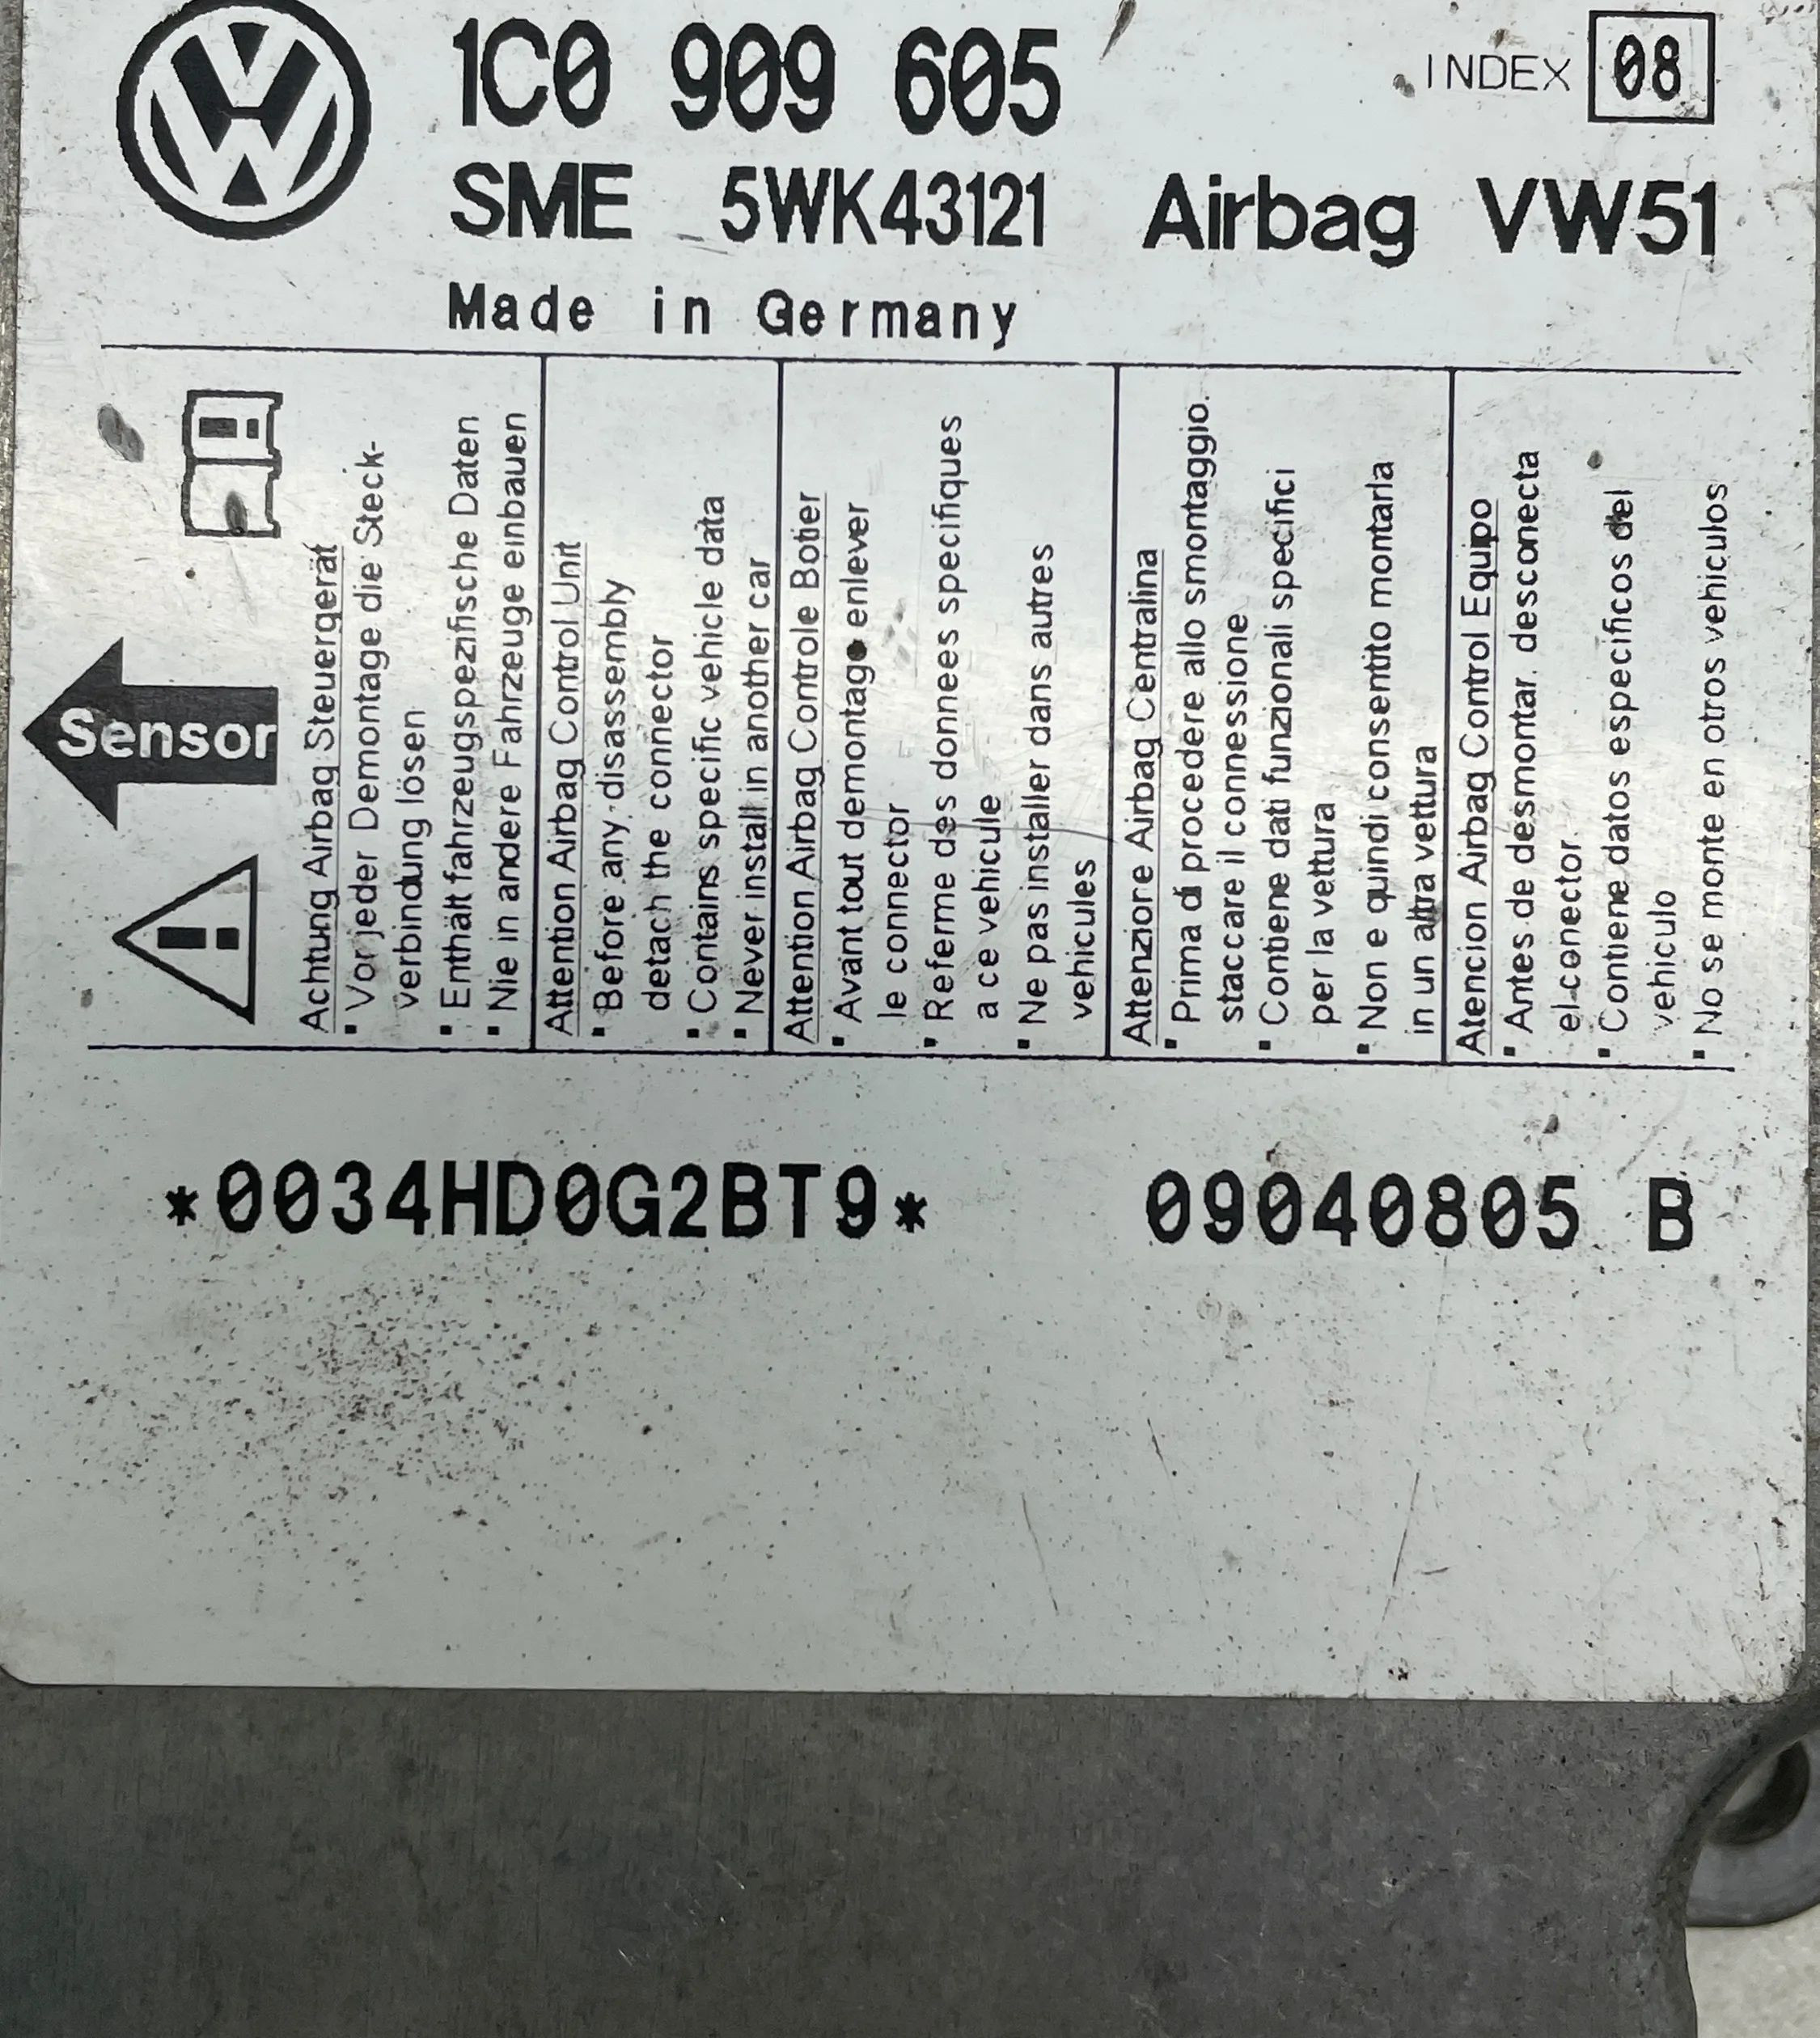 1C0 909 605 INDEX 08
SME 5WK43121 Airbag VW51
Made in Germany
Sensor
Achtung Airbag Steuergerät
▪ Vor jeder Demontage die Steck-
verbindung lösen
▪ Enthält fahrzeugspezifische Daten
▪ Nie in andere Fahrzeuge einbauen
Attention Airbag Control Unit
▪ Before any disassembly
detach the connector
▪ Contains specific vehicle data
▪ Never install in another car
Attention Airbag Controle Botier
▪ Avant tout demontage enlever
le connector
▪ Referme des donnees specifiques
a ce vehicule
▪ Ne pas installer dans autres
vehicules
Attenzione Airbag Centralina
▪ Prima di procedere allo smontaggio.
staccare il connessione
▪ Contiene dati funzionali specifici
per la vettura
▪ Non e quindi consentito montarla
in un altra vettura
Atencion Airbag Control Equipo
▪ Antes de desmontar. desconecta
el conector
▪ Contiene datos especificos del
vehiculo
▪ No se monte en otros vehiculos
*0034HD0G2BT9* 09040805 B